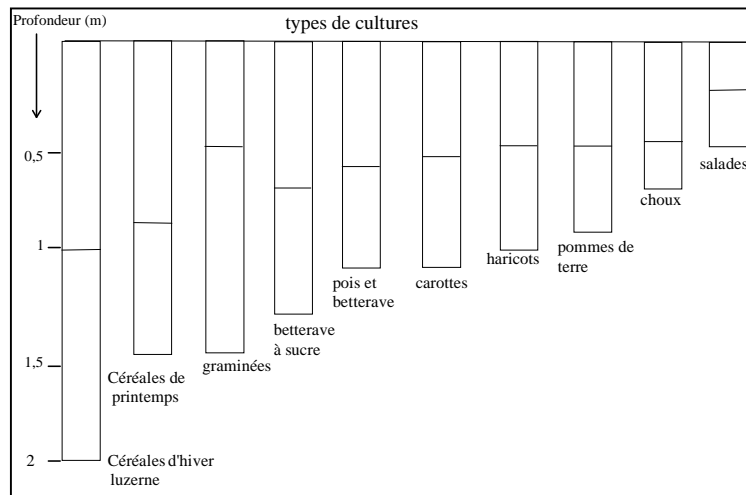 Profondeur (m)
types de cultures
0,5
1
1,5
2
Céréales d'hiver
luzerne
Céréales de
printemps
graminées
betterave
à sucre
pois et
betterave
carottes
haricots
pommes de
terre
choux
salades